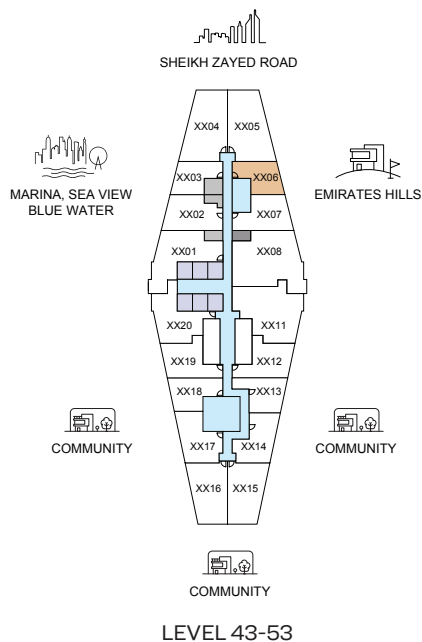 SHEIKH ZAYED ROAD
XX04
XX05
XX03
XX06
MARINA, SEA VIEW
BLUE WATER
EMIRATES HILLS
XX02
XX07
XX01
XX08
XX20
XX11
XX19
XX12
XX18
XX13
COMMUNITY
COMMUNITY
XX17
XX14
XX16
XX15
COMMUNITY
LEVEL 43-53